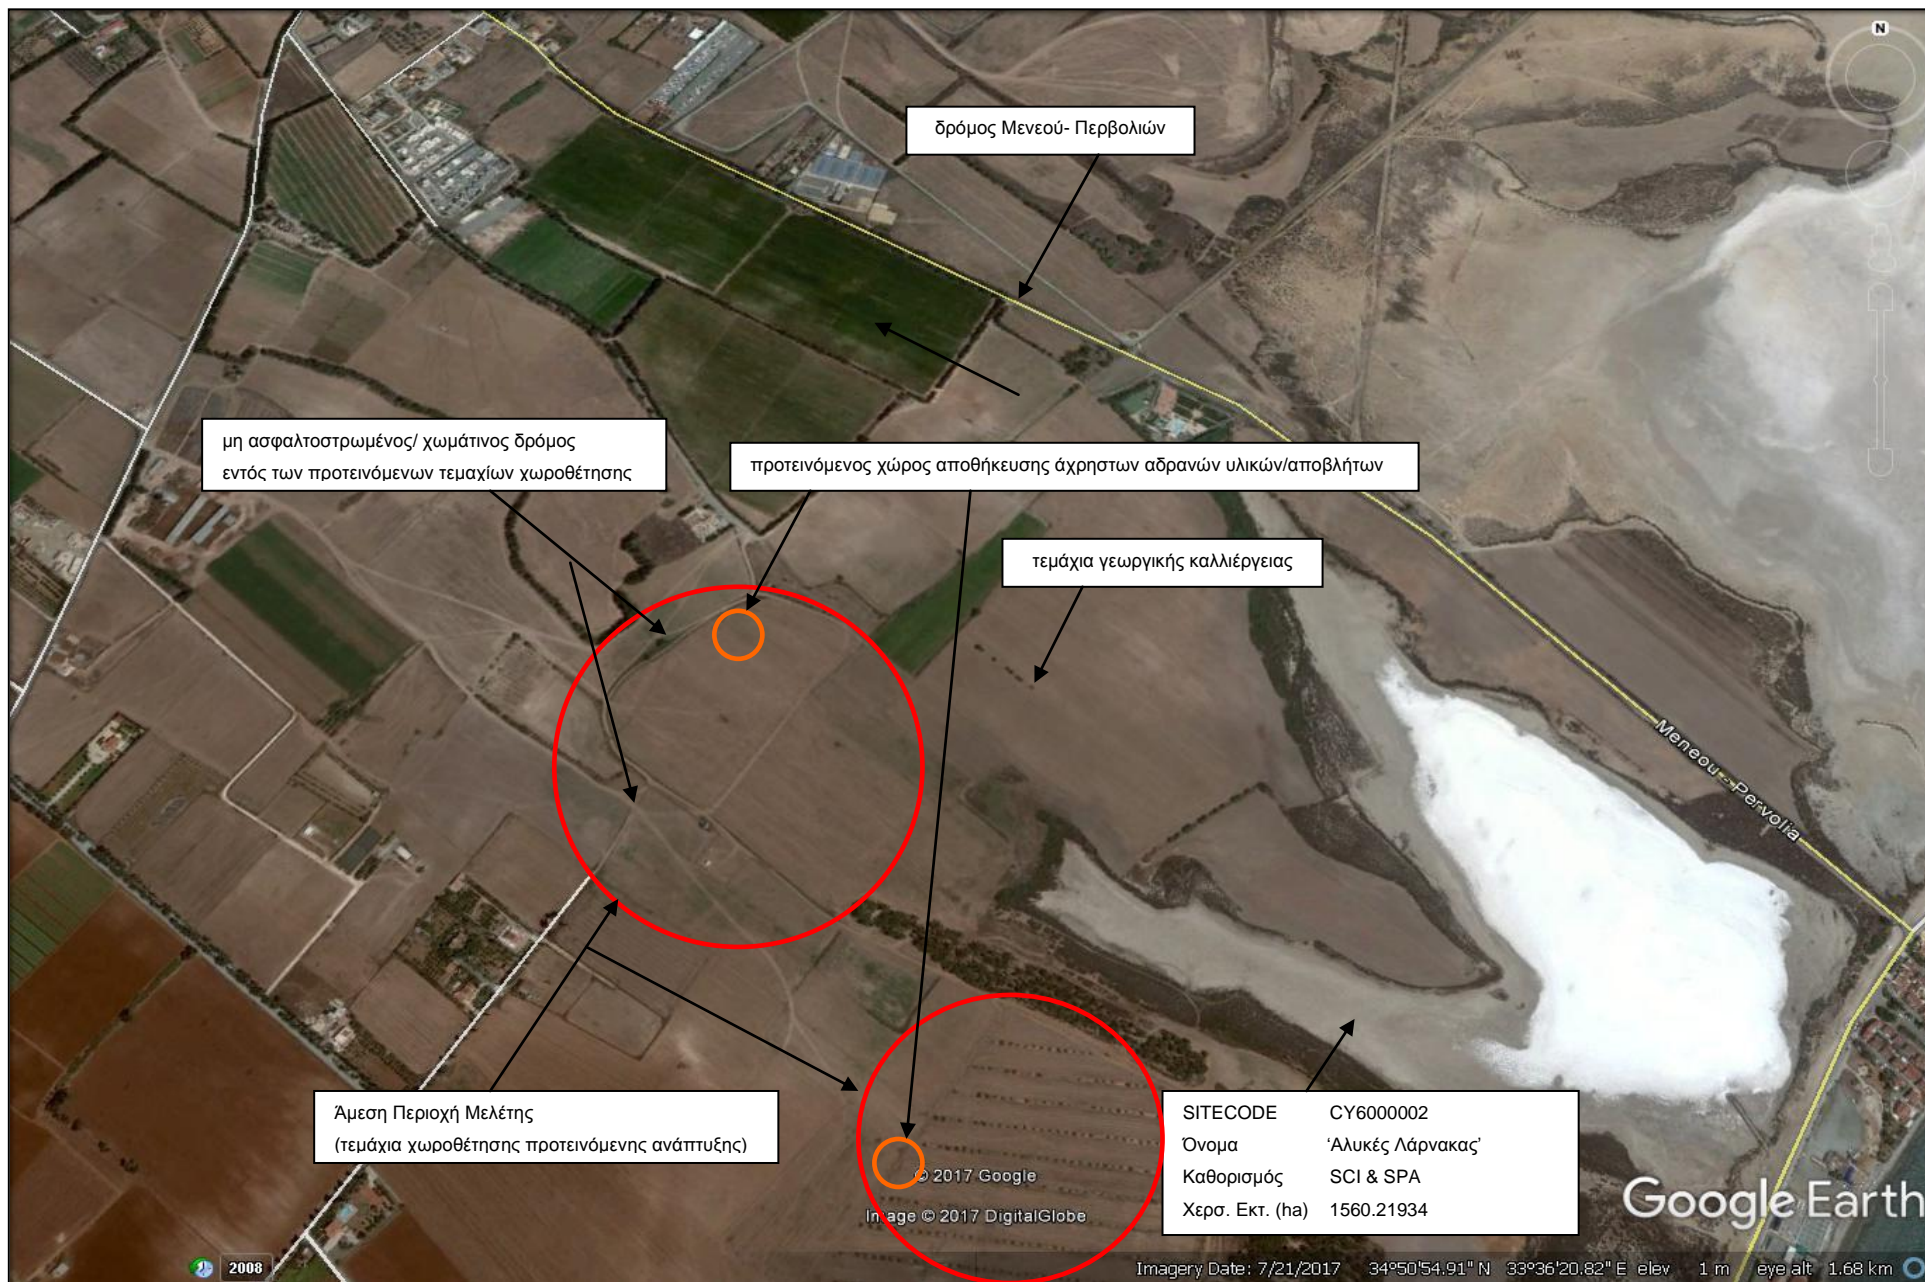 N
δρόμος Μενεού- Περβολιών
μη ασφαλτοστρωμένος/ χωμάτινος δρόμος
εντός των προτεινόμενων τεμαχίων χωροθέτησης
προτεινόμενος χώρος αποθήκευσης άχρηστων αδρανών υλικών/αποβλήτων
τεμάχια γεωργικής καλλιέργειας
Meneou - Pervolia
Άμεση Περιοχή Μελέτης
(τεμάχια χωροθέτησης προτεινόμενης ανάπτυξης)
SITECODE CY6000002
Όνομα ‘Αλυκές Λάρνακας’
Καθορισμός SCI & SPA
Χερσ. Εκτ. (ha) 1560.21934
© 2017 Google
Image © 2017 DigitalGlobe
Google Earth
2008
Imagery Date: 7/21/2017 34°50'54.91" N 33°36'20.82" E elev 1 m eye alt 1.68 km